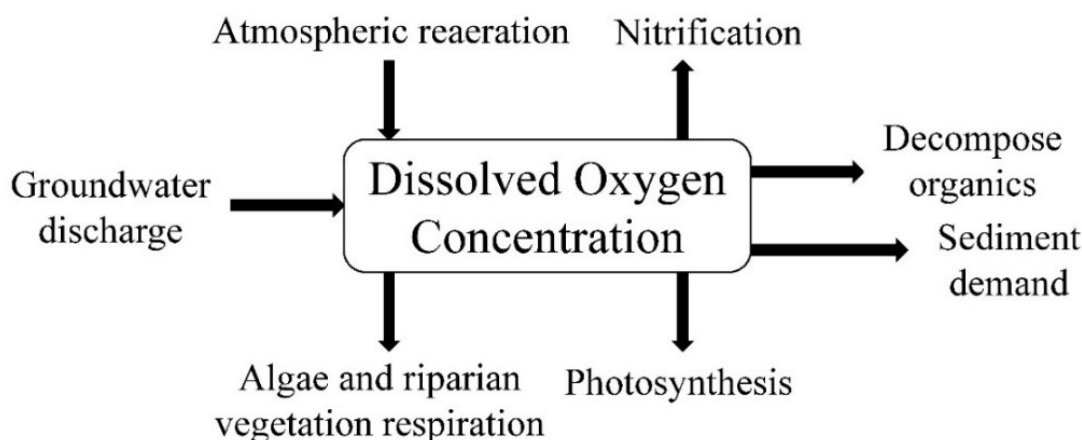 Atmospheric reaeration
Nitrification
Groundwater
discharge
Dissolved Oxygen
Concentration
Decompose
organics
Sediment
demand
Algae and riparian
vegetation respiration
Photosynthesis